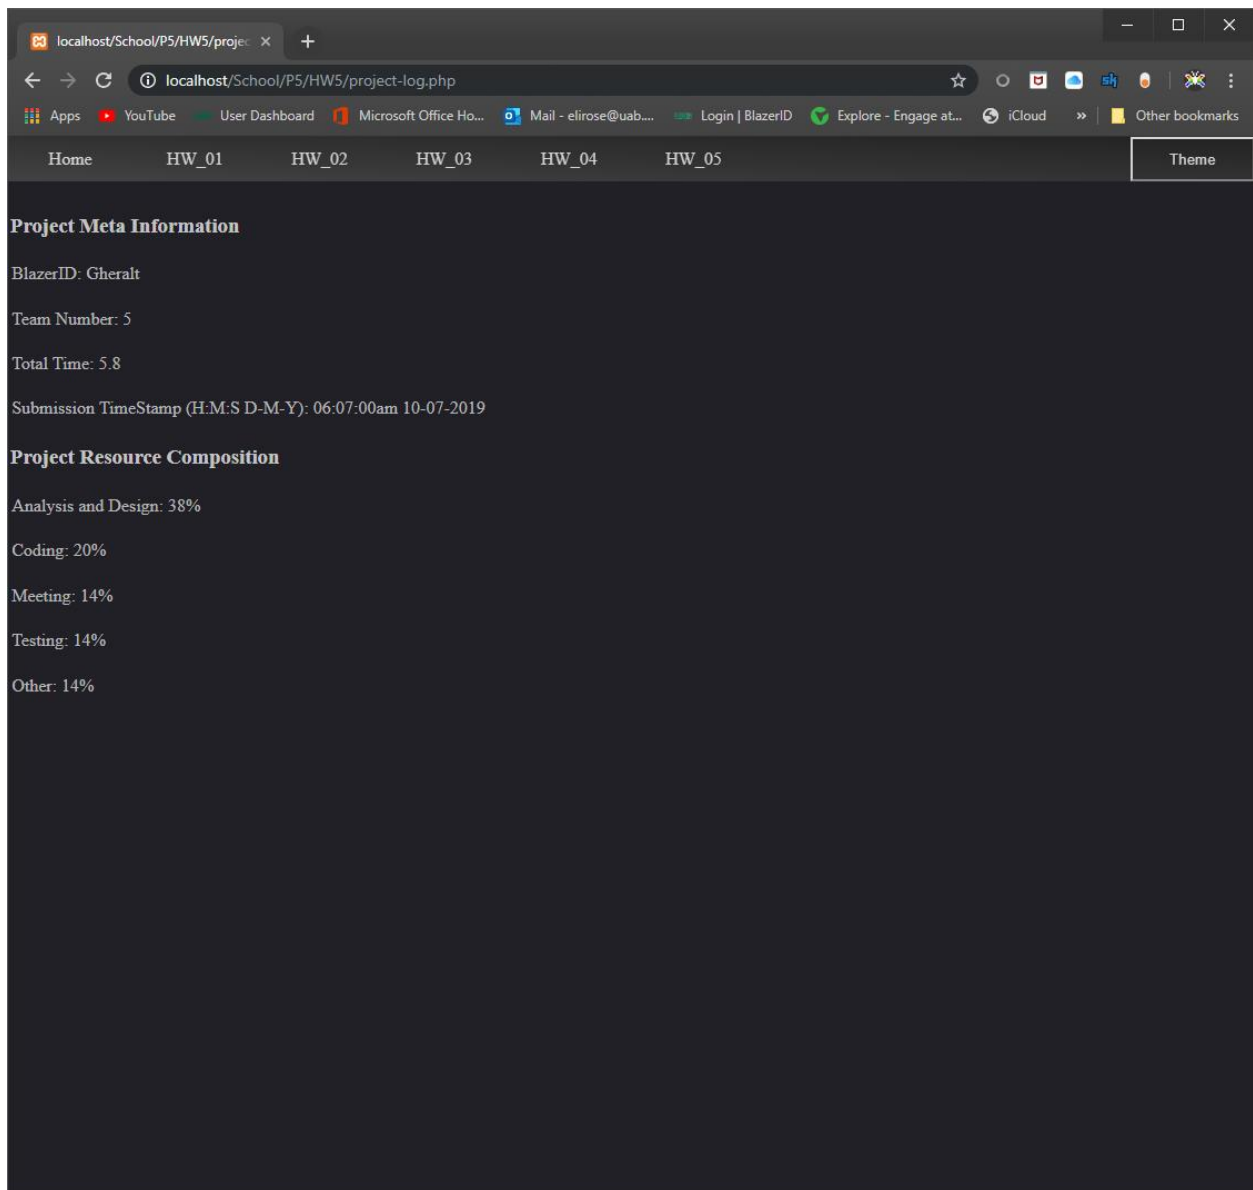 localhost/School/P5/HW5/projec
localhost/School/P5/HW5/project-log.php
Apps YouTube User Dashboard Microsoft Office Ho... Mail - elirose@uab.... Login | BlazerID Explore - Engage at... iCloud » Other bookmarks
Home HW_01 HW_02 HW_03 HW_04 HW_05 Theme
Project Meta Information
BlazerID: Gheralt
Team Number: 5
Total Time: 5.8
Submission TimeStamp (H:M:S D-M-Y): 06:07:00am 10-07-2019
Project Resource Composition
Analysis and Design: 38%
Coding: 20%
Meeting: 14%
Testing: 14%
Other: 14%